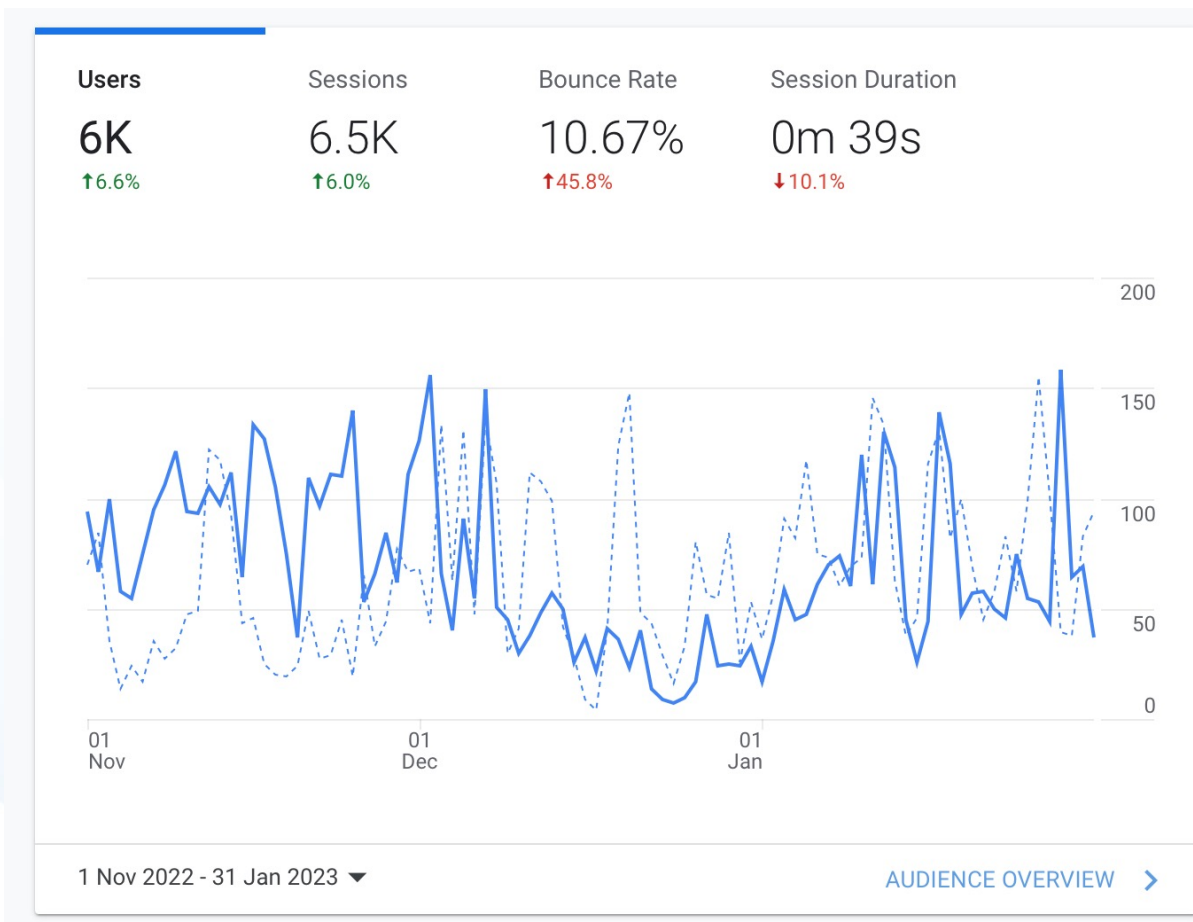 Users
6K
↑6.6%
Sessions
6.5K
↑6.0%
Bounce Rate
10.67%
↑45.8%
Session Duration
0m 39s
↓10.1%
200
150
100
50
0
01
Nov
01
Dec
01
Jan
1 Nov 2022 - 31 Jan 2023
AUDIENCE OVERVIEW